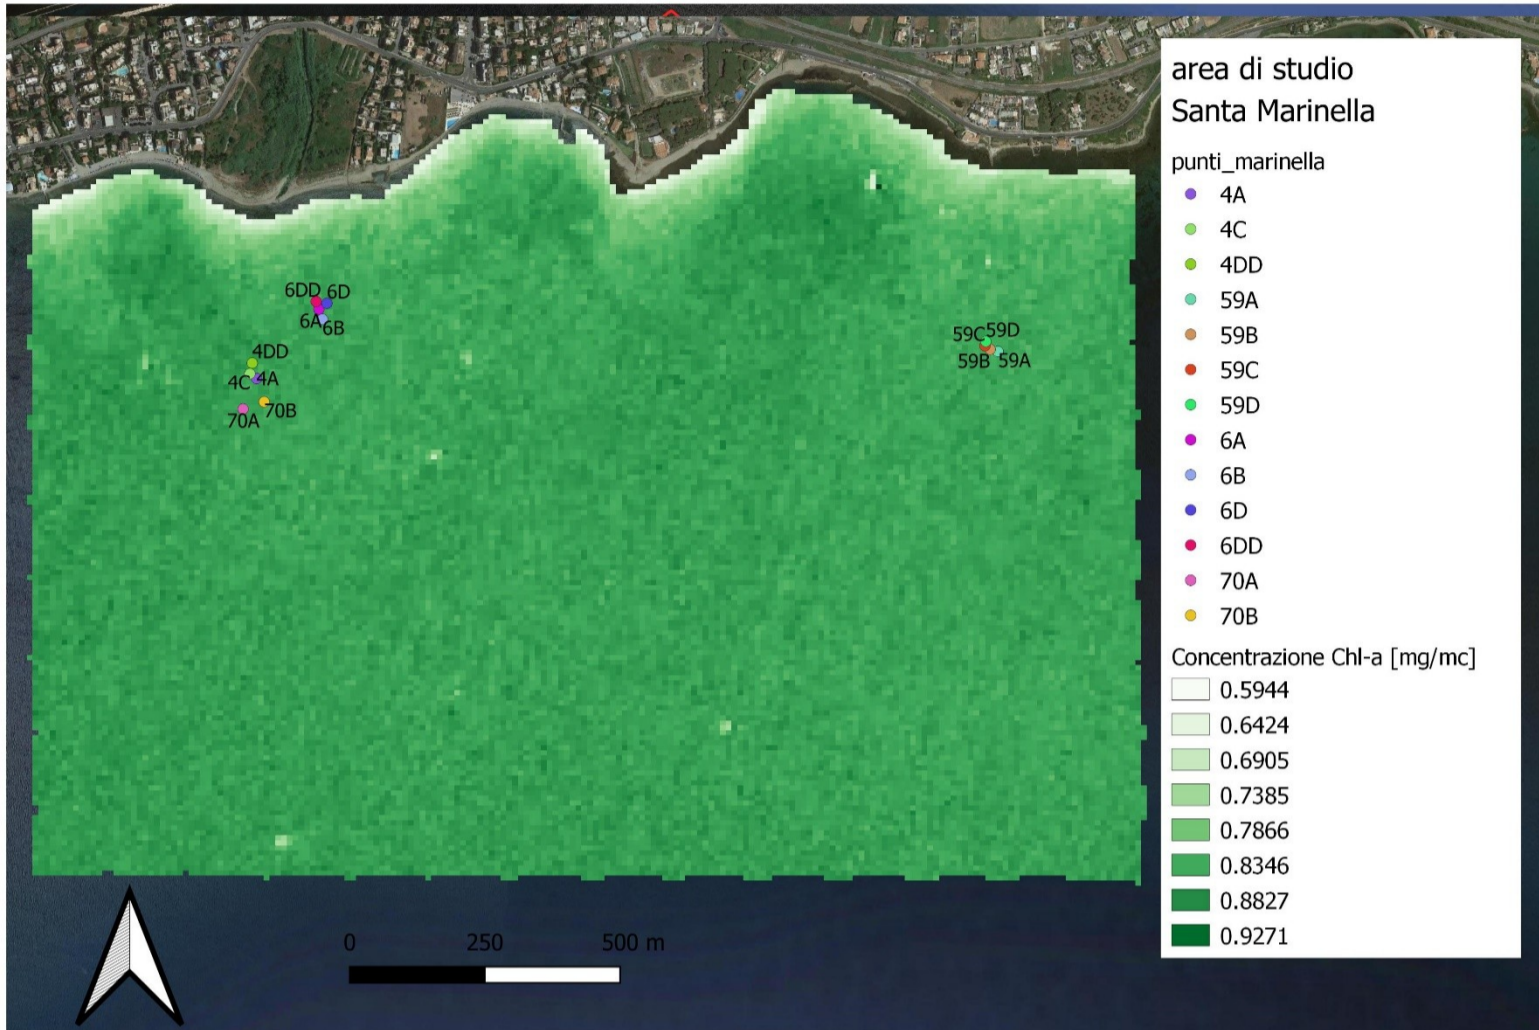 area di studio
Santa Marinella
punti_marinella
4A
4C
4DD
59A
59B
59C
59D
6A
6B
6D
6DD
70A
70B
Concentrazione Chl-a [mg/mc]
0.5944
0.6424
0.6905
0.7385
0.7866
0.8346
0.8827
0.9271
6DD 6D
6A 6B
4DD
4C 4A
70A 70B
59C 59D
59B 59A
0 250 500 m